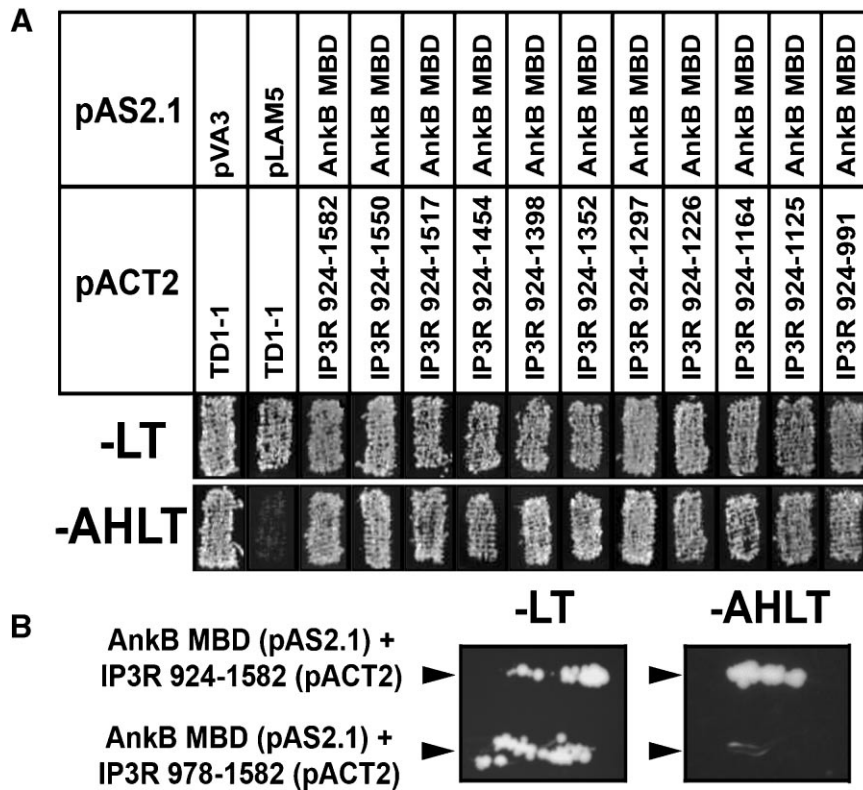 A
pAS2.1
pVA3
pLAM5
AnkB MBD
AnkB MBD
AnkB MBD
AnkB MBD
AnkB MBD
AnkB MBD
AnkB MBD
AnkB MBD
AnkB MBD
AnkB MBD
AnkB MBD
pACT2
TD1-1
TD1-1
IP3R 924-1582
IP3R 924-1550
IP3R 924-1517
IP3R 924-1454
IP3R 924-1398
IP3R 924-1352
IP3R 924-1297
IP3R 924-1226
IP3R 924-1164
IP3R 924-1125
IP3R 924-991
-LT
-AHLT
B
-LT
-AHLT
AnkB MBD (pAS2.1) +
IP3R 924-1582 (pACT2)
AnkB MBD (pAS2.1) +
IP3R 978-1582 (pACT2)